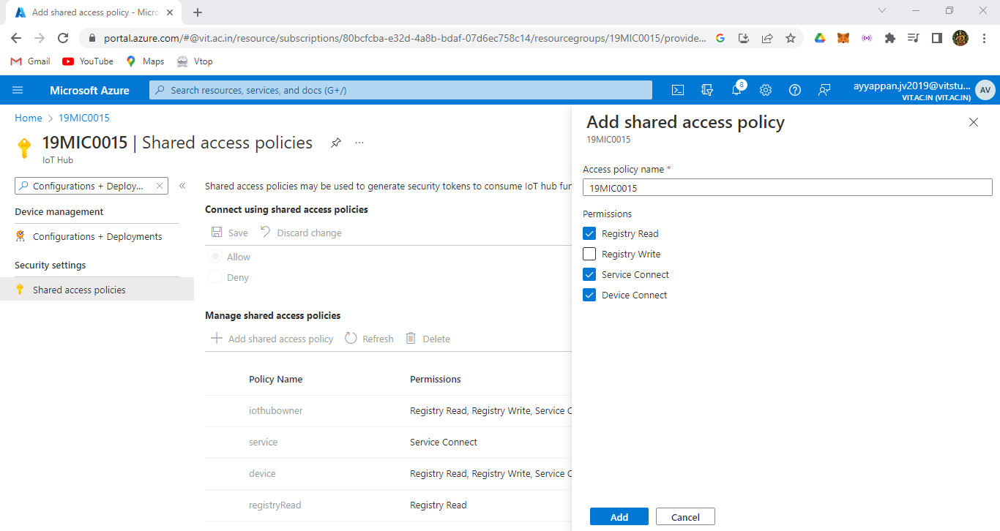 Add shared access policy - Micro
portal.azure.com/#@vit.ac.in/resource/subscriptions/80bcfcba-e32d-4a8b-bdaf-07d6ec758c14/resourcegroups/19MIC0015/provide...
Gmail YouTube Maps Vtop
Microsoft Azure
Search resources, services, and docs (G+/)
8
ayyappan.jv2019@vitstu...
VIT.AC.IN (VIT.AC.IN)
AV
Home > 19MIC0015
19MIC0015 | Shared access policies ...
IoT Hub
Configurations + Deploy...
Device management
Configurations + Deployments
Security settings
Shared access policies
Shared access policies may be used to generate security tokens to consume IoT hub fun
Connect using shared access policies
Save Discard change
Allow
Deny
Manage shared access policies
Add shared access policy Refresh Delete
Policy Name Permissions
iothubowner Registry Read, Registry Write, Service C
service Service Connect
device Registry Read, Registry Write, Service C
registryRead Registry Read
Add shared access policy
19MIC0015
Access policy name *
19MIC0015
Permissions
Registry Read
Registry Write
Service Connect
Device Connect
Add Cancel